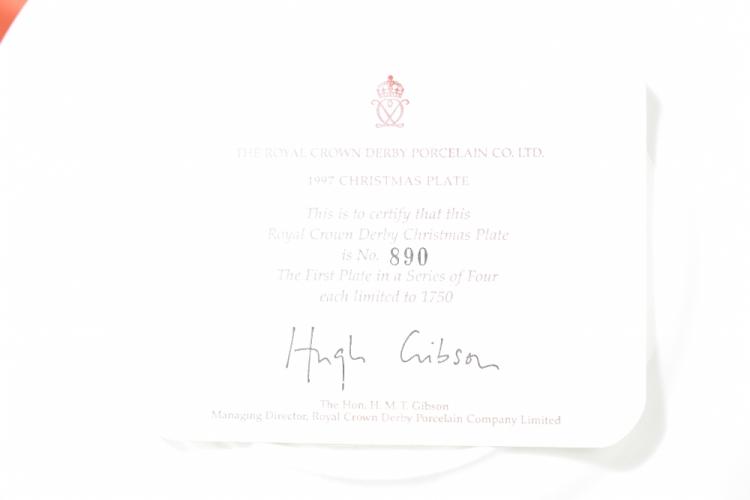 THE ROYAL CROWN DERBY PORCELAIN CO. LTD.
1997 CHRISTMAS PLATE
This is to certify that this
Royal Crown Derby Christmas Plate
is No. 890
The First Plate in a Series of Four
each limited to 1750
Hugh Gibson
The Hon. H. M. T. Gibson
Managing Director, Royal Crown Derby Porcelain Company Limited